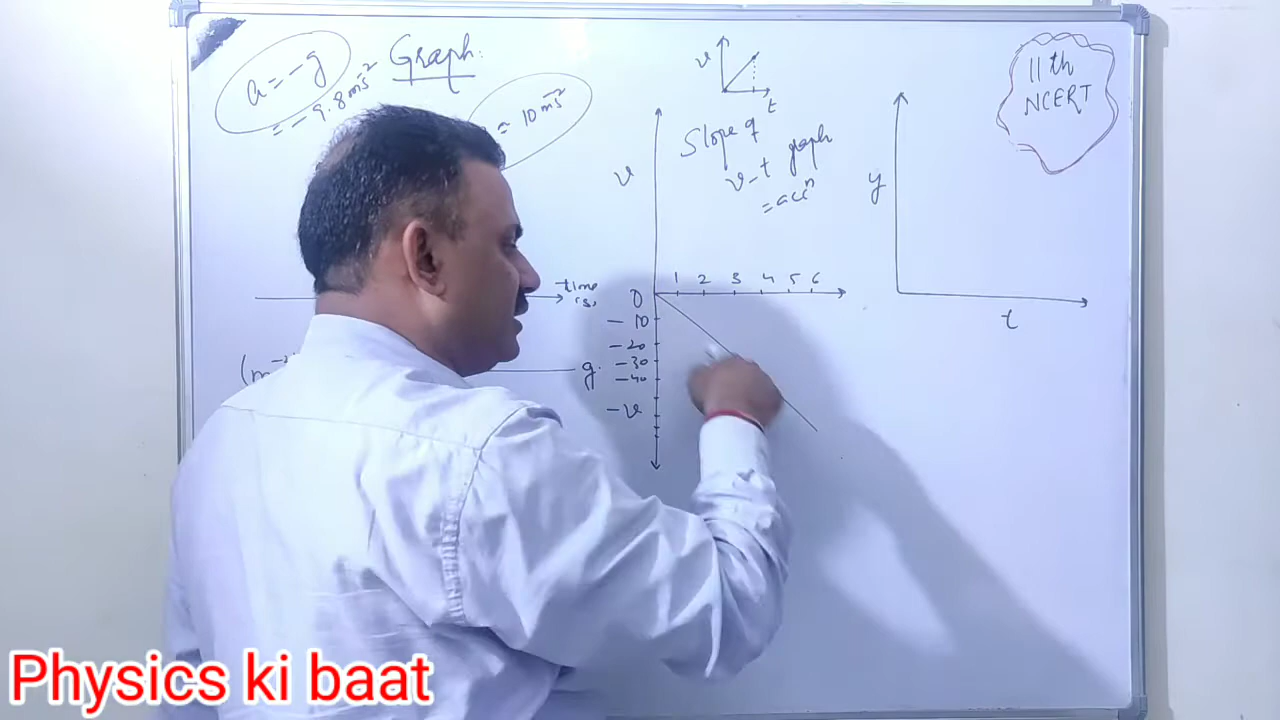 a = -g
= -9.8 ms⁻²
Graph:
≈ 10 ms⁻²
v
t
Slope of
v-t graph
= accⁿ
11th
NCERT
v
y
1 2 3 4 5 6
time
(s)
0
-10
-20
-30
-40
-v
t
g
Physics ki baat